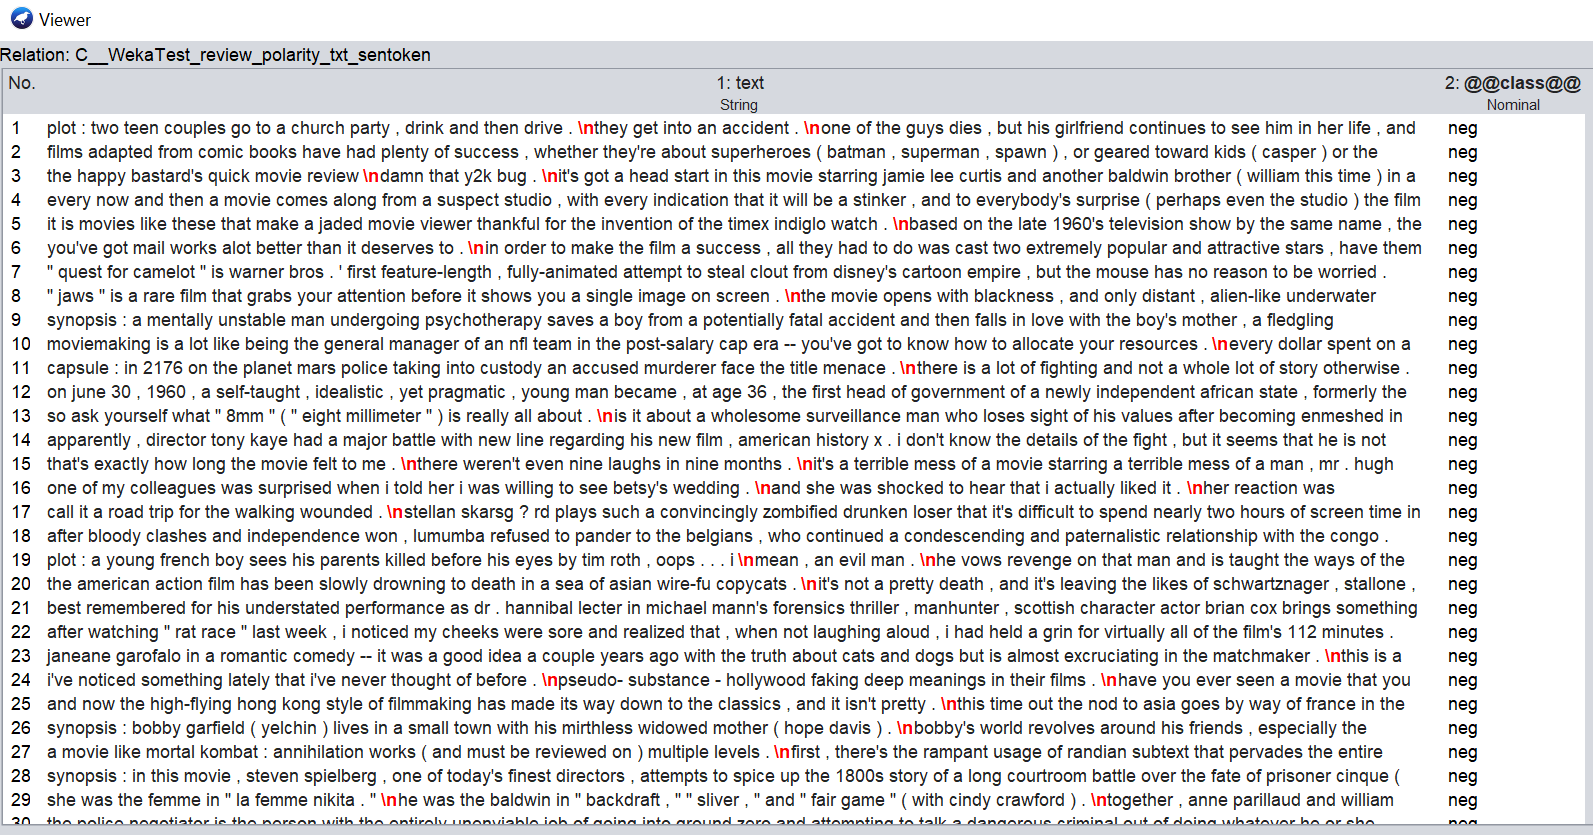 Viewer
Relation: C__WekaTest_review_polarity_txt_sentoken
No. 1: text 2: @@class@@
String Nominal
1 plot : two teen couples go to a church party , drink and then drive . \nthey get into an accident . \none of the guys dies , but his girlfriend continues to see him in her life , and neg
2 films adapted from comic books have had plenty of success , whether they're about superheroes ( batman , superman , spawn ) , or geared toward kids ( casper ) or the neg
3 the happy bastard's quick movie review \ndamn that y2k bug . \nit's got a head start in this movie starring jamie lee curtis and another baldwin brother ( william this time ) in a neg
4 every now and then a movie comes along from a suspect studio , with every indication that it will be a stinker , and to everybody's surprise ( perhaps even the studio ) the film neg
5 it is movies like these that make a jaded movie viewer thankful for the invention of the timex indiglo watch . \nbased on the late 1960's television show by the same name , the neg
6 you've got mail works alot better than it deserves to . \nin order to make the film a success , all they had to do was cast two extremely popular and attractive stars , have them neg
7 " quest for camelot " is warner bros . ' first feature-length , fully-animated attempt to steal clout from disney's cartoon empire , but the mouse has no reason to be worried . neg
8 " jaws " is a rare film that grabs your attention before it shows you a single image on screen . \nthe movie opens with blackness , and only distant , alien-like underwater neg
9 synopsis : a mentally unstable man undergoing psychotherapy saves a boy from a potentially fatal accident and then falls in love with the boy's mother , a fledgling neg
10 moviemaking is a lot like being the general manager of an nfl team in the post-salary cap era -- you've got to know how to allocate your resources . \nevery dollar spent on a neg
11 capsule : in 2176 on the planet mars police taking into custody an accused murderer face the title menace . \nthere is a lot of fighting and not a whole lot of story otherwise . neg
12 on june 30 , 1960 , a self-taught , idealistic , yet pragmatic , young man became , at age 36 , the first head of government of a newly independent african state , formerly the neg
13 so ask yourself what " 8mm " ( " eight millimeter " ) is really all about . \nis it about a wholesome surveillance man who loses sight of his values after becoming enmeshed in neg
14 apparently , director tony kaye had a major battle with new line regarding his new film , american history x . i don't know the details of the fight , but it seems that he is not neg
15 that's exactly how long the movie felt to me . \nthere weren't even nine laughs in nine months . \nit's a terrible mess of a movie starring a terrible mess of a man , mr . hugh neg
16 one of my colleagues was surprised when i told her i was willing to see betsy's wedding . \nand she was shocked to hear that i actually liked it . \nher reaction was neg
17 call it a road trip for the walking wounded . \nstellan skarsg ? rd plays such a convincingly zombified drunken loser that it's difficult to spend nearly two hours of screen time in neg
18 after bloody clashes and independence won , lumumba refused to pander to the belgians , who continued a condescending and paternalistic relationship with the congo . neg
19 plot : a young french boy sees his parents killed before his eyes by tim roth , oops . . . i \nmean , an evil man . \nhe vows revenge on that man and is taught the ways of the neg
20 the american action film has been slowly drowning to death in a sea of asian wire-fu copycats . \nit's not a pretty death , and it's leaving the likes of schwartznager , stallone , neg
21 best remembered for his understated performance as dr . hannibal lecter in michael mann's forensics thriller , manhunter , scottish character actor brian cox brings something neg
22 after watching " rat race " last week , i noticed my cheeks were sore and realized that , when not laughing aloud , i had held a grin for virtually all of the film's 112 minutes . neg
23 janeane garofalo in a romantic comedy -- it was a good idea a couple years ago with the truth about cats and dogs but is almost excruciating in the matchmaker . \nthis is a neg
24 i've noticed something lately that i've never thought of before . \npseudo- substance - hollywood faking deep meanings in their films . \nhave you ever seen a movie that you neg
25 and now the high-flying hong kong style of filmmaking has made its way down to the classics , and it isn't pretty . \nthis time out the nod to asia goes by way of france in the neg
26 synopsis : bobby garfield ( yelchin ) lives in a small town with his mirthless widowed mother ( hope davis ) . \nbobby's world revolves around his friends , especially the neg
27 a movie like mortal kombat : annihilation works ( and must be reviewed on ) multiple levels . \nfirst , there's the rampant usage of randian subtext that pervades the entire neg
28 synopsis : in this movie , steven spielberg , one of today's finest directors , attempts to spice up the 1800s story of a long courtroom battle over the fate of prisoner cinque ( neg
29 she was the femme in " la femme nikita . " \nhe was the baldwin in " backdraft , " " sliver , " and " fair game " ( with cindy crawford ) . \ntogether , anne parillaud and william neg
30 the police negotiator is the person with the entirely unenviable job of going into ground zero and attempting to talk a dangerous criminal out of doing whatever he or she neg